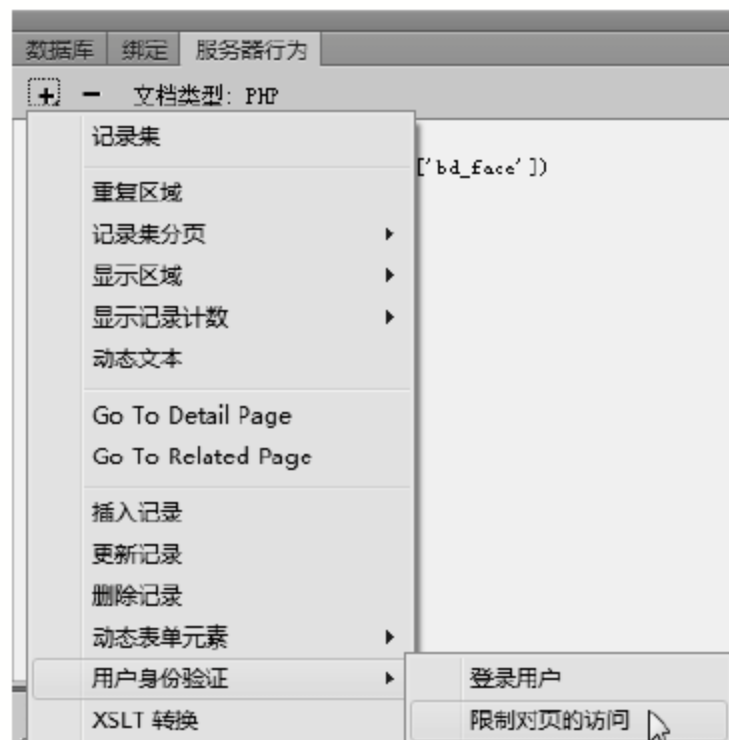 数据库 绑定 服务器行为
+ - 文档类型: PHP
记录集
['bd_face'])
重复区域
记录集分页
显示区域
显示记录计数
动态文本
Go To Detail Page
Go To Related Page
插入记录
更新记录
删除记录
动态表单元素
用户身份验证 登录用户
XSLT 转换 限制对页的访问